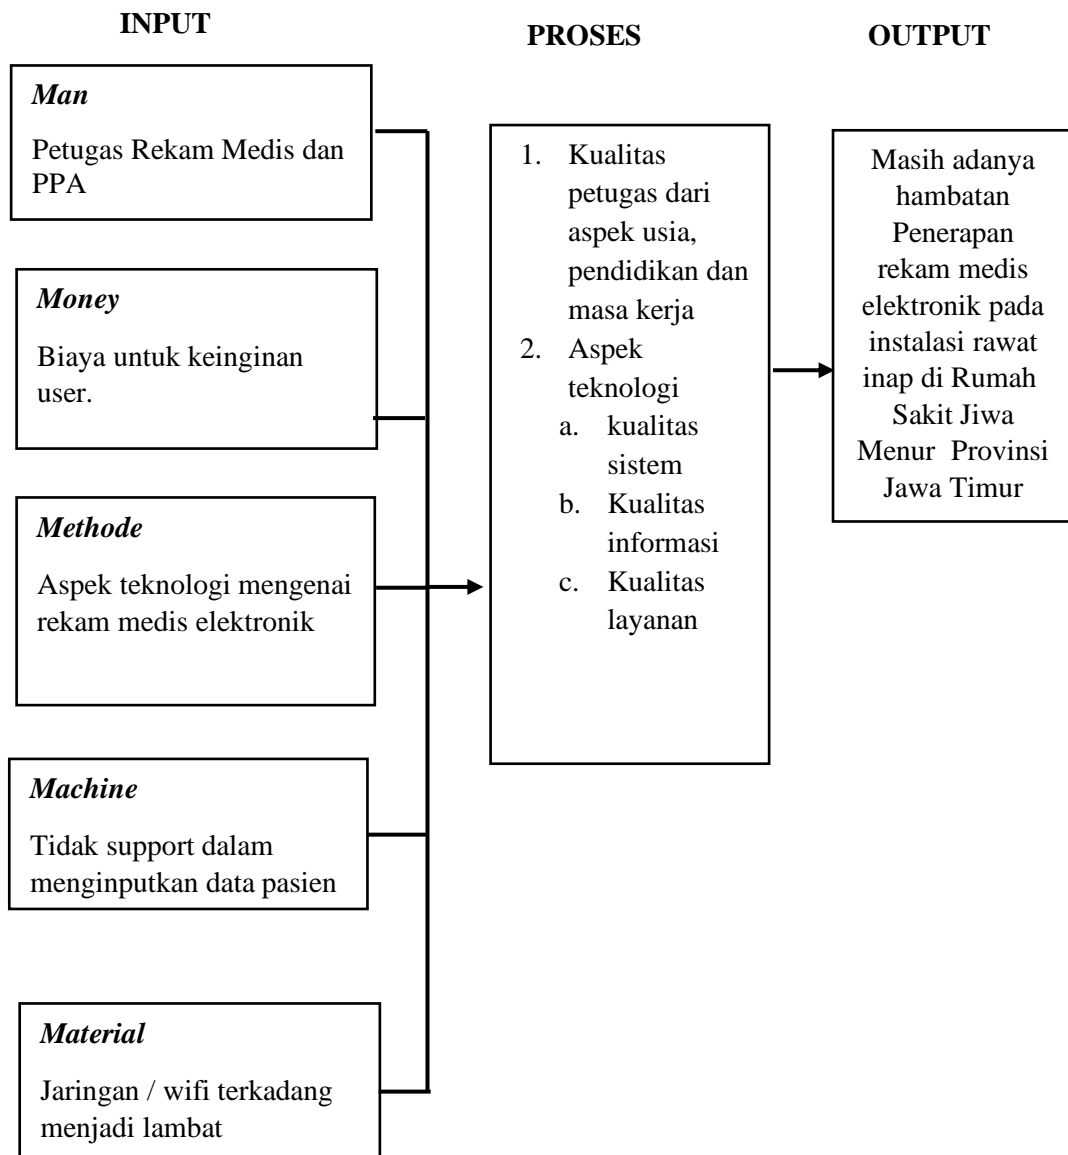 INPUT
PROSES
OUTPUT
Man
Petugas Rekam Medis dan
PPA
Money
Biaya untuk keinginan
user.
Methode
Aspek teknologi mengenai
rekam medis elektronik
Machine
Tidak support dalam
menginputkan data pasien
Material
Jaringan / wifi terkadang
menjadi lambat
1. Kualitas
petugas dari
aspek usia,
pendidikan dan
masa kerja
2. Aspek
teknologi
a. kualitas
sistem
b. Kualitas
informasi
c. Kualitas
layanan
Masih adanya
hambatan
Penerapan
rekam medis
elektronik pada
instalasi rawat
inap di Rumah
Sakit Jiwa
Menur Provinsi
Jawa Timur